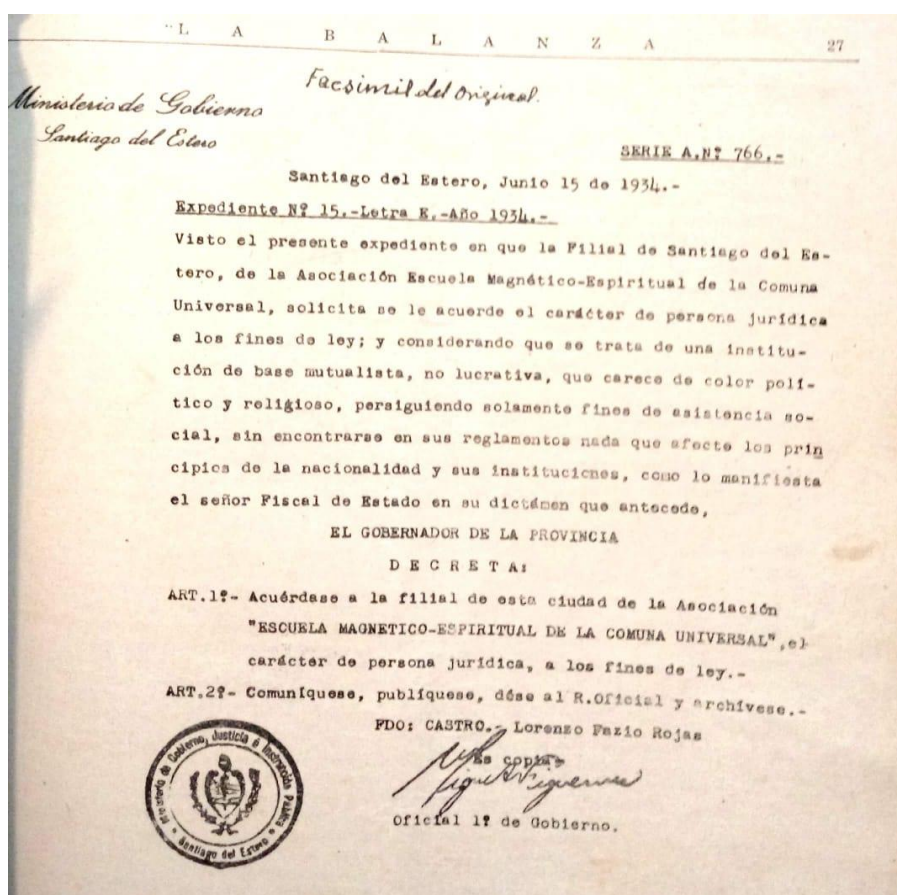 "LA BALANZA 27
Facsimil del original.
Ministerio de Gobierno
Santiago del Estero
SERIE A.Nº 766.-
Santiago del Estero, Junio 15 de 1934.-
Expediente Nº 15.-Letra E.-Año 1934.-
Visto el presente expediente en que la Filial de Santiago del Es-
tero, de la Asociación Escuela Magnético-Espiritual de la Comuna
Universal, solicita se le acuerde el carácter de persona jurídica
a los fines de ley; y considerando que se trata de una institu-
ción de base mutualista, no lucrativa, que carece de color polí-
tico y religioso, persiguiendo solamente fines de asistencia so-
cial, sin encontrarse en sus reglamentos nada que afecte los prin
cipios de la nacionalidad y sus instituciones, como lo manifiesta
el señor Fiscal de Estado en su dictámen que antecede,
EL GOBERNADOR DE LA PROVINCIA
DECRETA:
ART.1º- Acuérdase a la filial de esta ciudad de la Asociación
"ESCUELA MAGNETICO-ESPIRITUAL DE LA COMUNA UNIVERSAL", el
carácter de persona jurídica, a los fines de ley.-
ART.2º- Comuníquese, publíquese, dése al R.Oficial y archívese.-
FDO: CASTRO.- Lorenzo Fazio Rojas
Es copia
Oficial 1º de Gobierno.
Ministerio de Gobierno, Justicia é Instrucción Pública
Santiago del Estero